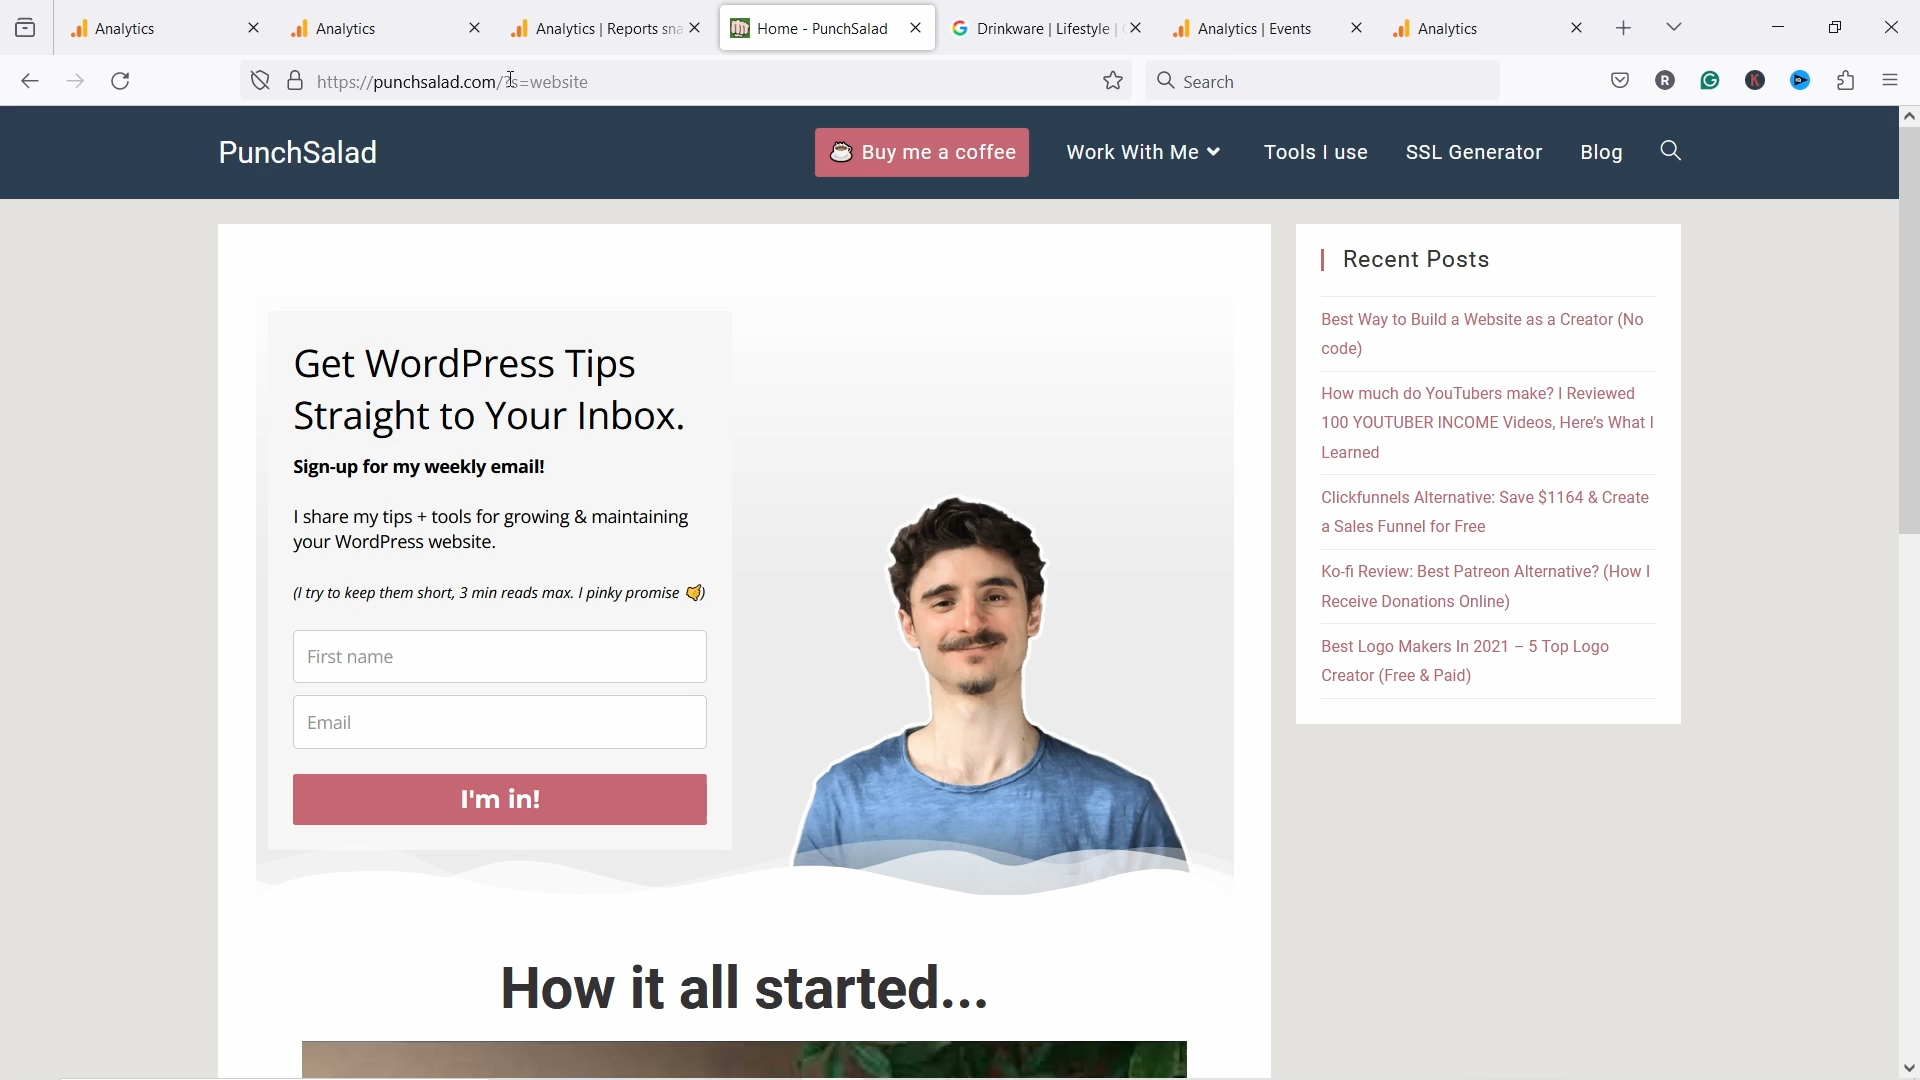 Analytics
Analytics
Analytics | Reports sna
Home - PunchSalad
Drinkware | Lifestyle |
Analytics | Events
Analytics
https://punchsalad.com/?s=website
Search
PunchSalad
Buy me a coffee
Work With Me
Tools I use
SSL Generator
Blog
Get WordPress Tips
Straight to Your Inbox.
Sign-up for my weekly email!
I share my tips + tools for growing & maintaining
your WordPress website.
(I try to keep them short, 3 min reads max. I pinky promise 🤙)
First name
Email
I'm in!
How it all started...
Recent Posts
Best Way to Build a Website as a Creator (No
code)
How much do YouTubers make? I Reviewed
100 YOUTUBER INCOME Videos, Here's What I
Learned
Clickfunnels Alternative: Save $1164 & Create
a Sales Funnel for Free
Ko-fi Review: Best Patreon Alternative? (How I
Receive Donations Online)
Best Logo Makers In 2021 – 5 Top Logo
Creator (Free & Paid)